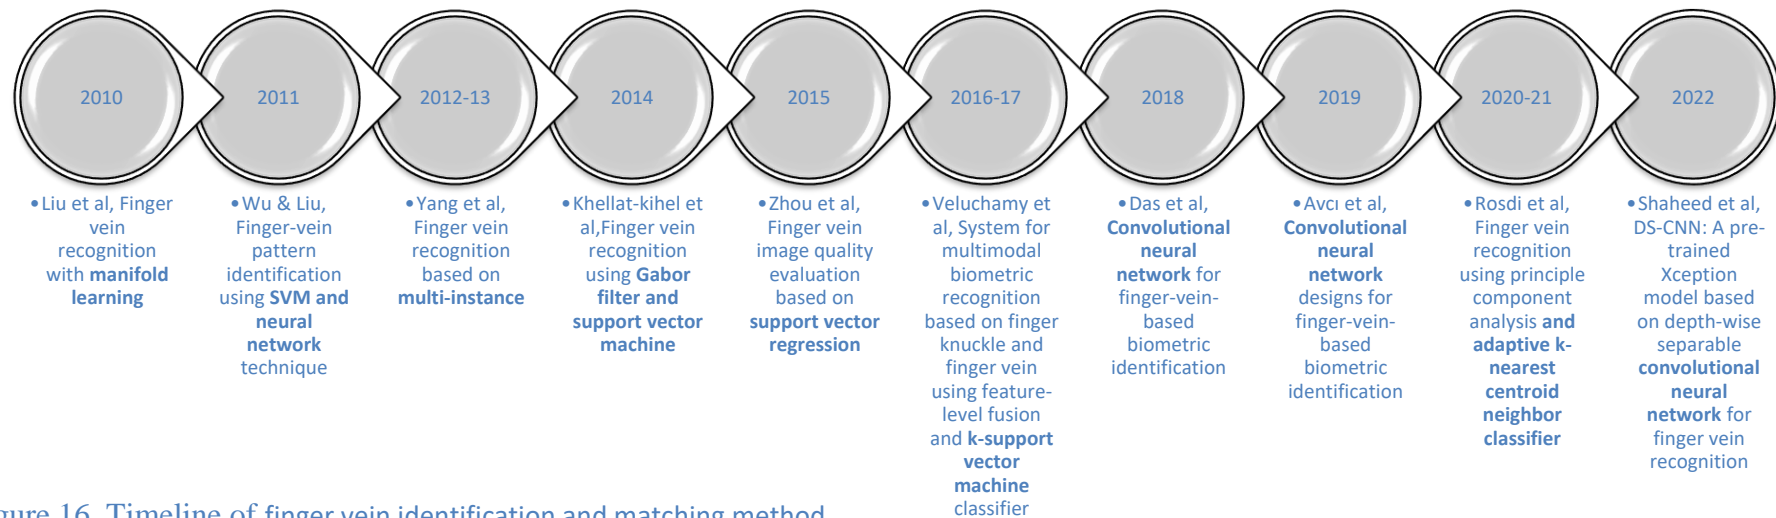 2010
2011
2012-13
2014
2015
2016-17
2018
2019
2020-21
2022
•Liu et al, Finger
vein
recognition
with manifold
learning
•Wu & Liu,
Finger-vein
pattern
identification
using SVM and
neural
network
technique
•Yang et al,
Finger vein
recognition
based on
multi-instance
•Khellat-kihel et
al,Finger vein
recognition
using Gabor
filter and
support vector
machine
•Zhou et al,
Finger vein
image quality
evaluation
based on
support vector
regression
•Veluchamy et
al, System for
multimodal
biometric
recognition
based on finger
knuckle and
finger vein
using feature-
level fusion
and k-support
vector
machine
classifier
•Das et al,
Convolutional
neural
network for
finger-vein-
based
biometric
identification
•Avcı et al,
Convolutional
neural
network
designs for
finger-vein-
based
biometric
identification
•Rosdi et al,
Finger vein
recognition
using principle
component
analysis and
adaptive k-
nearest
centroid
neighbor
classifier
•Shaheed et al,
DS-CNN: A pre-
trained
Xception
model based
on depth-wise
separable
convolutional
neural
network for
finger vein
recognition
gure 16. Timeline of finger vein identification and matching method